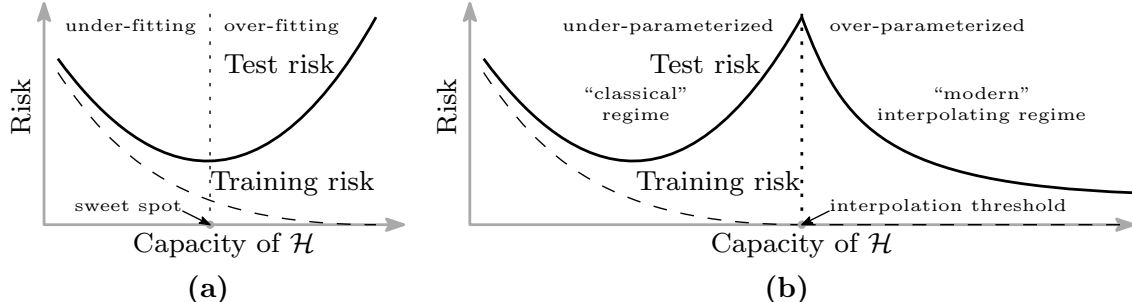 under-fitting
over-fitting
Test risk
Risk
Training risk
sweet spot
Capacity of 𝓗
(a)
under-parameterized
over-parameterized
Test risk
“classical”
regime
“modern”
interpolating regime
Risk
Training risk
interpolation threshold
Capacity of 𝓗
(b)